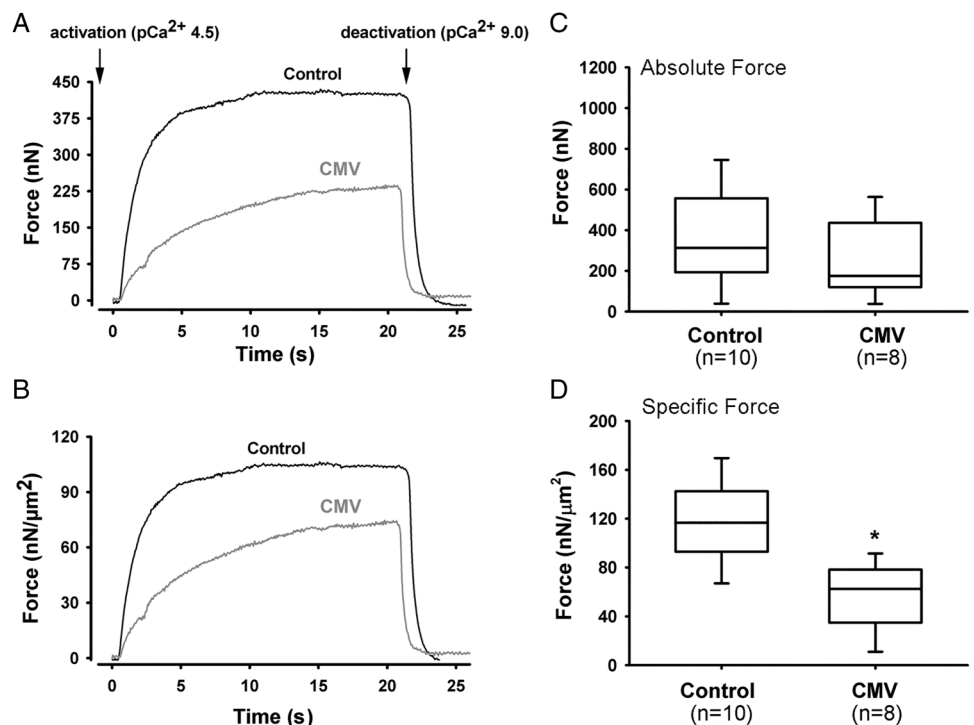 A
activation (pCa²⁺ 4.5)
deactivation (pCa²⁺ 9.0)
Force (nN)
450
375
300
225
150
75
0
Control
CMV
0 5 10 15 20 25
Time (s)
B
Force (nN/µm²)
120
90
60
30
0
Control
CMV
0 5 10 15 20 25
Time (s)
C
Absolute Force
Force (nN)
1200
1000
800
600
400
200
0
Control CMV
(n=10) (n=8)
D
Specific Force
Force (nN/µm²)
200
160
120
80
40
0
*
Control CMV
(n=10) (n=8)